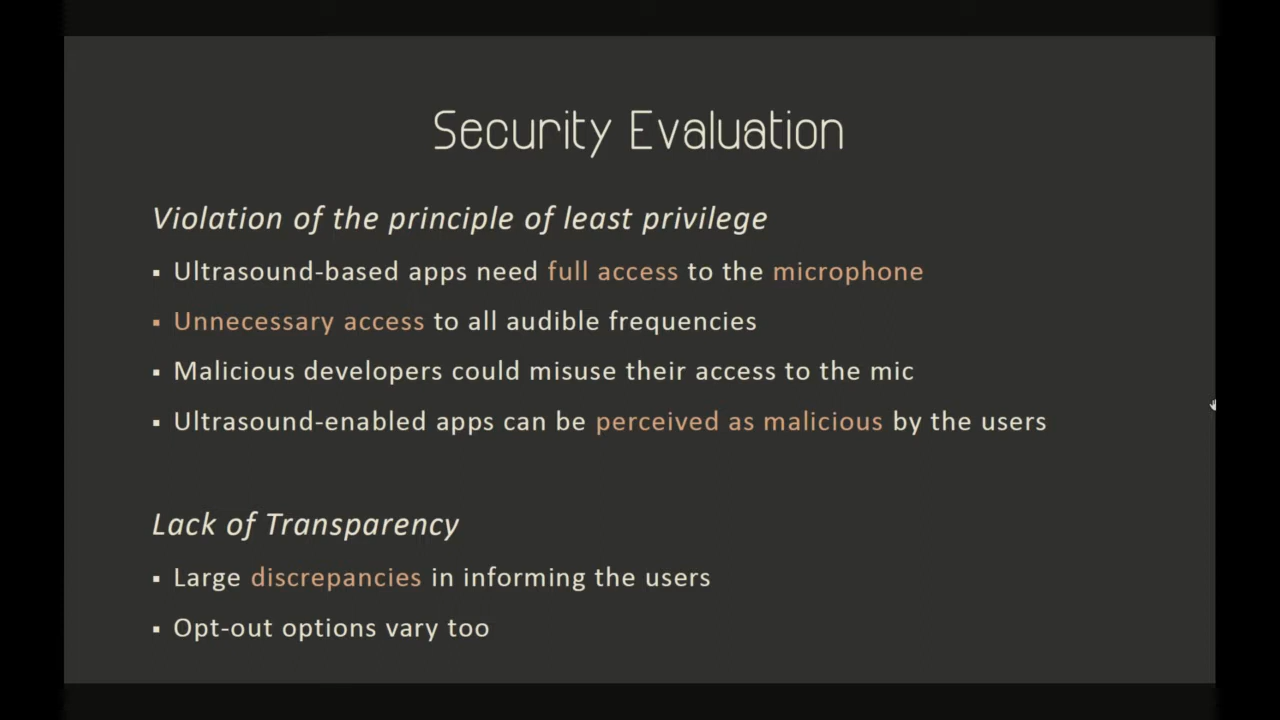 Security Evaluation
Violation of the principle of least privilege
▪ Ultrasound-based apps need full access to the microphone
▪ Unnecessary access to all audible frequencies
▪ Malicious developers could misuse their access to the mic
▪ Ultrasound-enabled apps can be perceived as malicious by the users
Lack of Transparency
▪ Large discrepancies in informing the users
▪ Opt-out options vary too